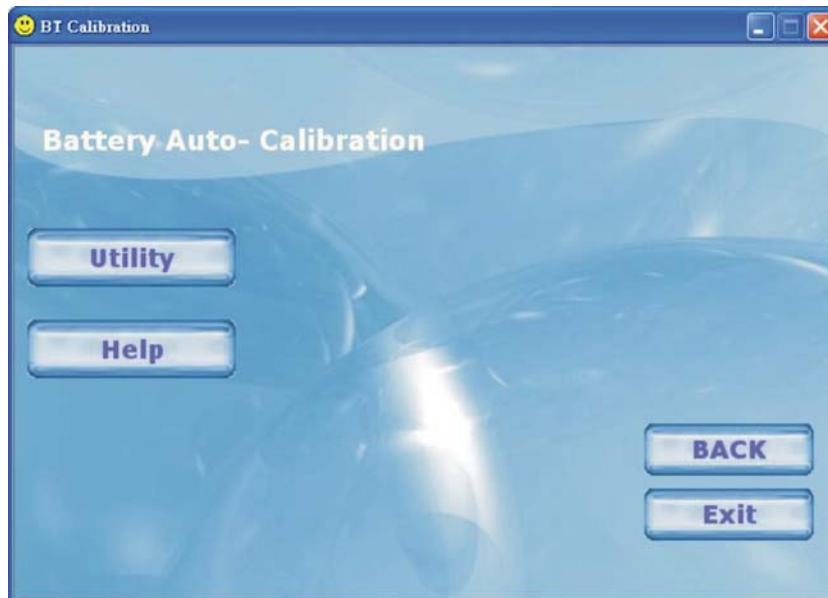 BT Calibration
Battery Auto- Calibration
Utility
Help
BACK
Exit